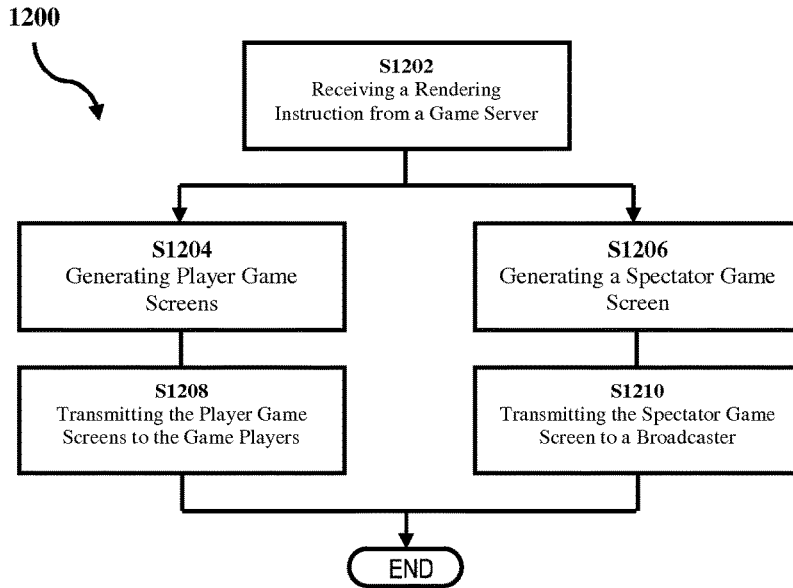 1200
S1202
Receiving a Rendering
Instruction from a Game Server
S1204
Generating Player Game
Screens
S1206
Generating a Spectator Game
Screen
S1208
Transmitting the Player Game
Screens to the Game Players
S1210
Transmitting the Spectator Game
Screen to a Broadcaster
END